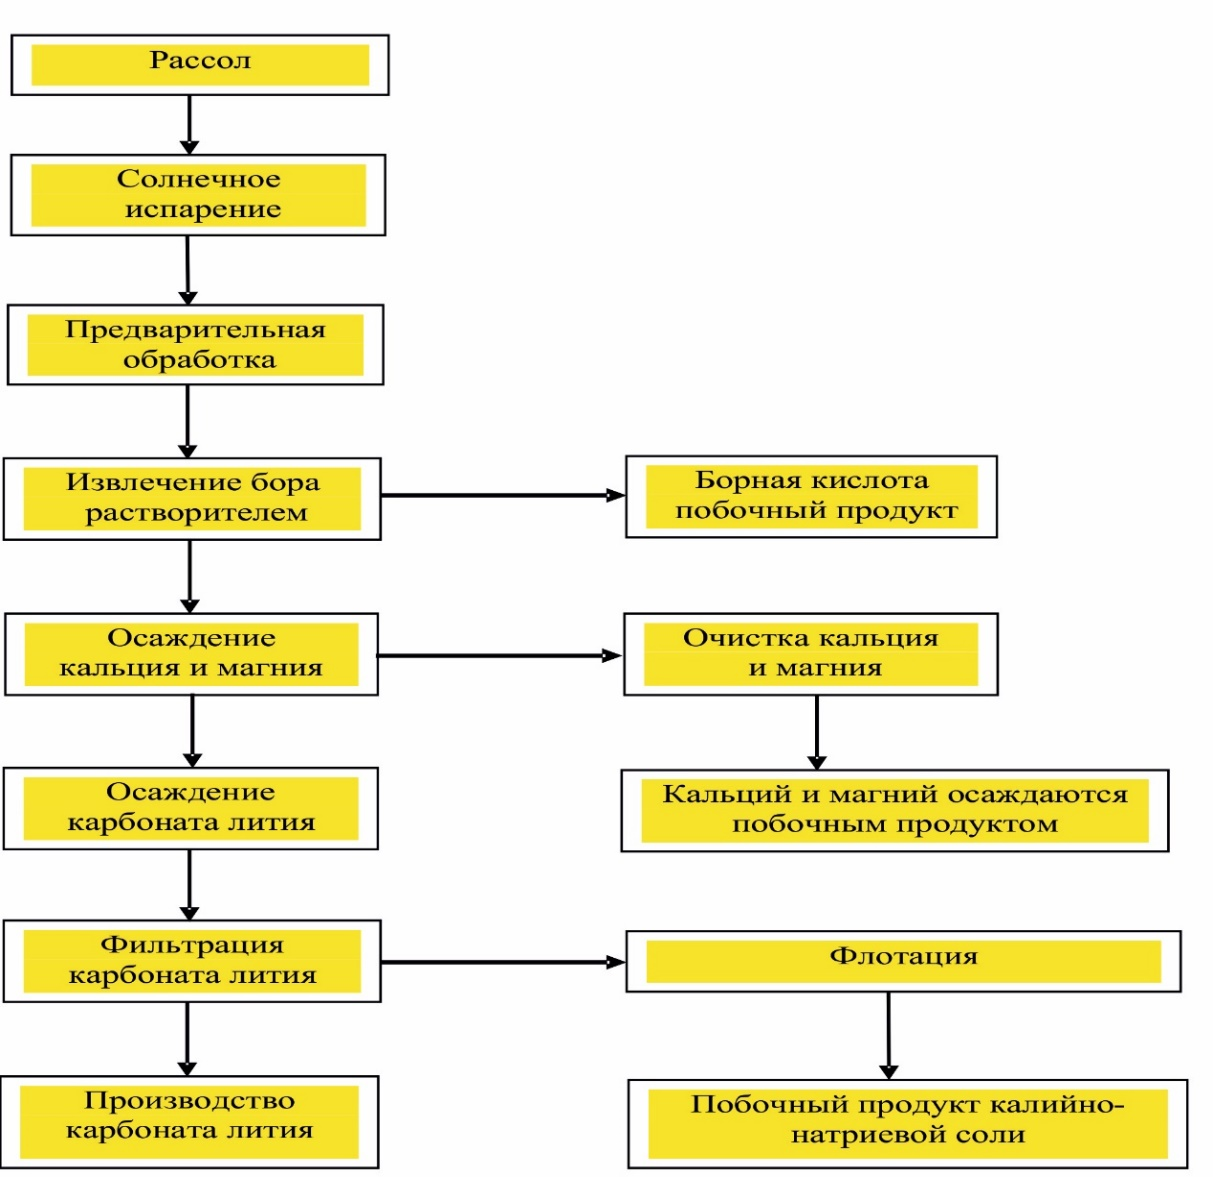 Рассол
Солнечное
испарение
Предварительная
обработка
Извлечение бора
растворителем
Борная кислота
побочный продукт
Осаждение
кальция и магния
Очистка кальция
и магния
Осаждение
карбоната лития
Кальций и магний осаждаются
побочным продуктом
Фильтрация
карбоната лития
Флотация
Производство
карбоната лития
Побочный продукт калийно-
натриевой соли